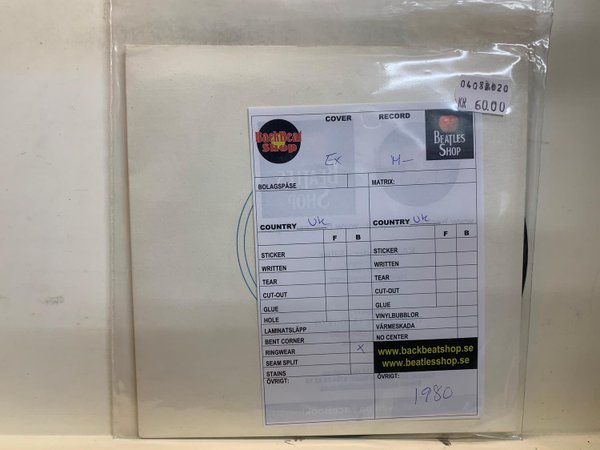 KR 60.00
COVER RECORD
BackBeat Shop
BEATLES SHOP
Ex M-
BOLAGSPÅSE MATRIX:
COUNTRY Uk COUNTRY Uk
F B F B
STICKER STICKER
WRITTEN WRITTEN
TEAR TEAR
CUT-OUT CUT-OUT
GLUE GLUE
HOLE VINYLBUBBLOR
LAMINATSLÄPP VÄRMESKADA
BENT CORNER NO CENTER
RINGWEAR X
www.backbeatshop.se
SEAM SPLIT
www.beatlesshop.se
STAINS
ÖVRIGT: ÖVRIGT:
1980